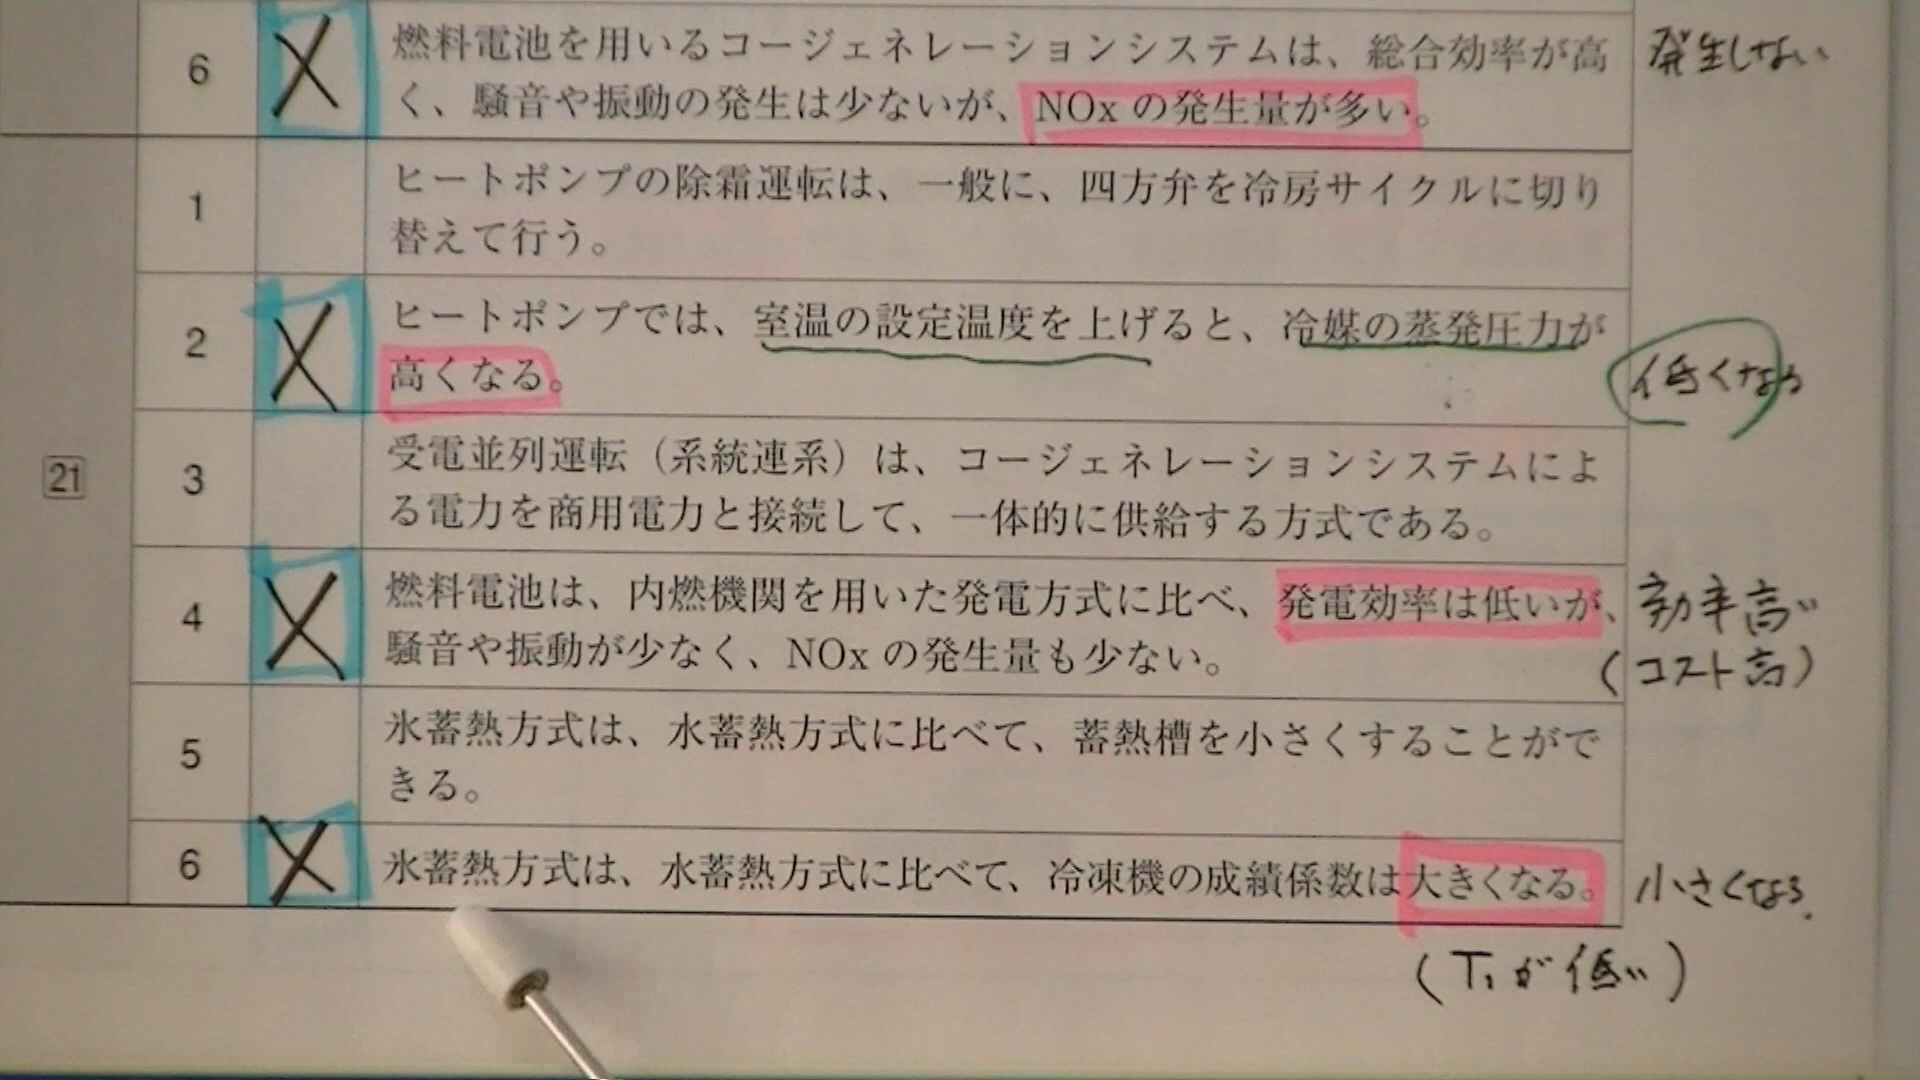 6 燃料電池を用いるコージェネレーションシステムは、総合効率が高 発生しない
く、騒音や振動の発生は少ないが、NOx の発生量が多い。
1 ヒートポンプの除霜運転は、一般に、四方弁を冷房サイクルに切り
替えて行う。
2 ヒートポンプでは、室温の設定温度を上げると、冷媒の蒸発圧力が
高くなる。 低くなる
21
3 受電並列運転（系統連系）は、コージェネレーションシステムによ
る電力を商用電力と接続して、一体的に供給する方式である。
4 燃料電池は、内燃機関を用いた発電方式に比べ、発電効率は低いが、 効率高い
騒音や振動が少なく、NOx の発生量も少ない。 (コスト高)
5 氷蓄熱方式は、水蓄熱方式に比べて、蓄熱槽を小さくすることがで
きる。
6 氷蓄熱方式は、水蓄熱方式に比べて、冷凍機の成績係数は大きくなる。 小さくなる.
(T₁が低い)